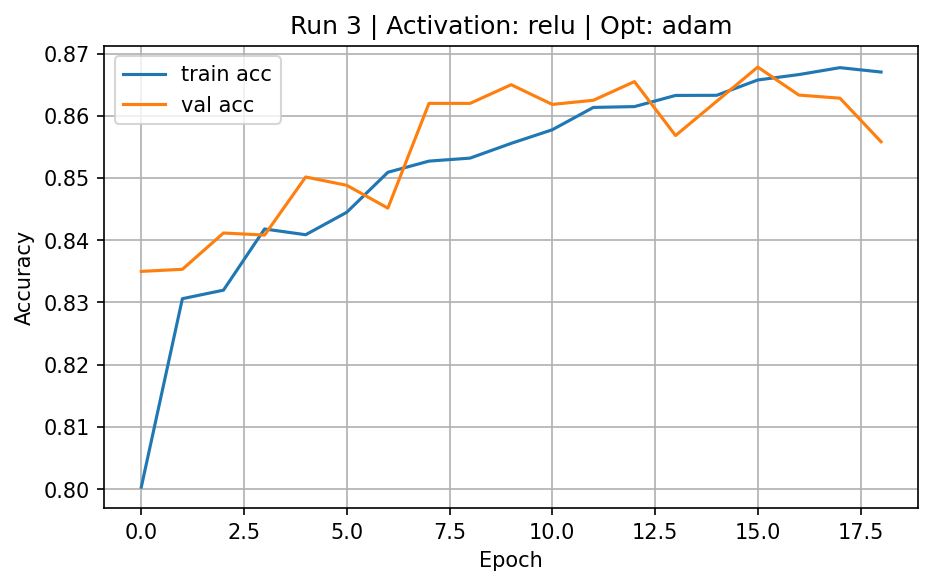 Run 3 | Activation: relu | Opt: adam
train acc
val acc
0.87
0.86
0.85
0.84
0.83
0.82
0.81
0.80
Accuracy
0.0 2.5 5.0 7.5 10.0 12.5 15.0 17.5
Epoch